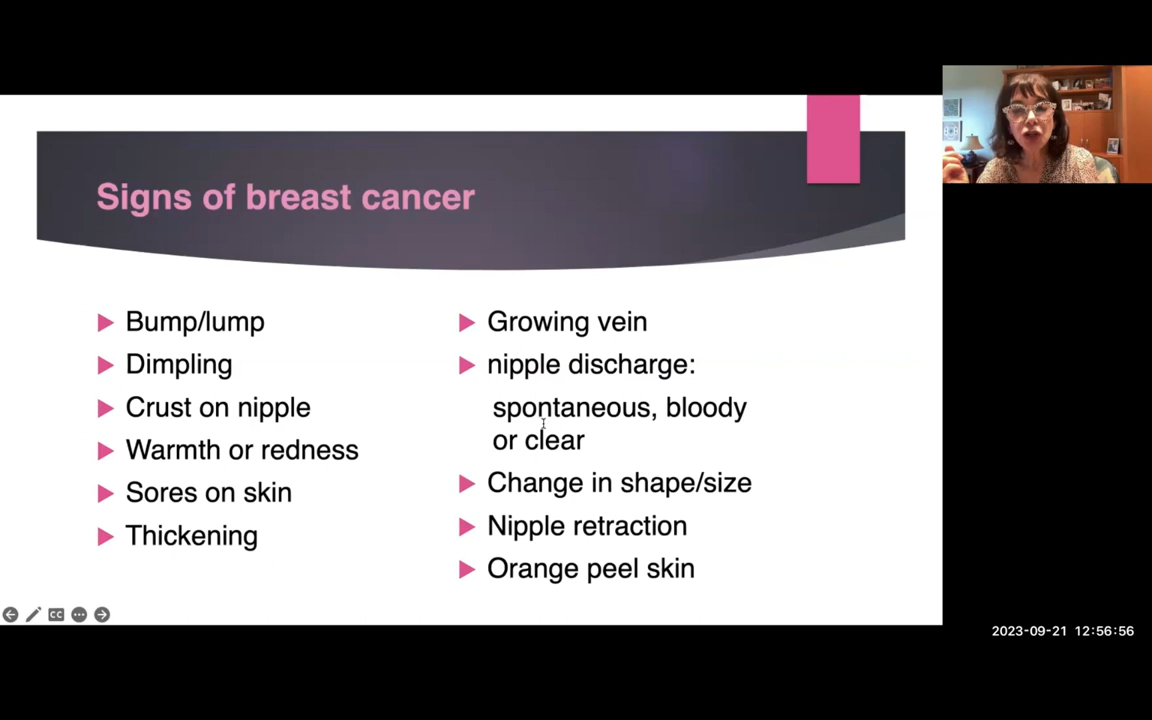 Signs of breast cancer
Bump/lump
Dimpling
Crust on nipple
Warmth or redness
Sores on skin
Thickening
Growing vein
nipple discharge:
spontaneous, bloody
or clear
Change in shape/size
Nipple retraction
Orange peel skin
CC
2023-09-21 12:56:56